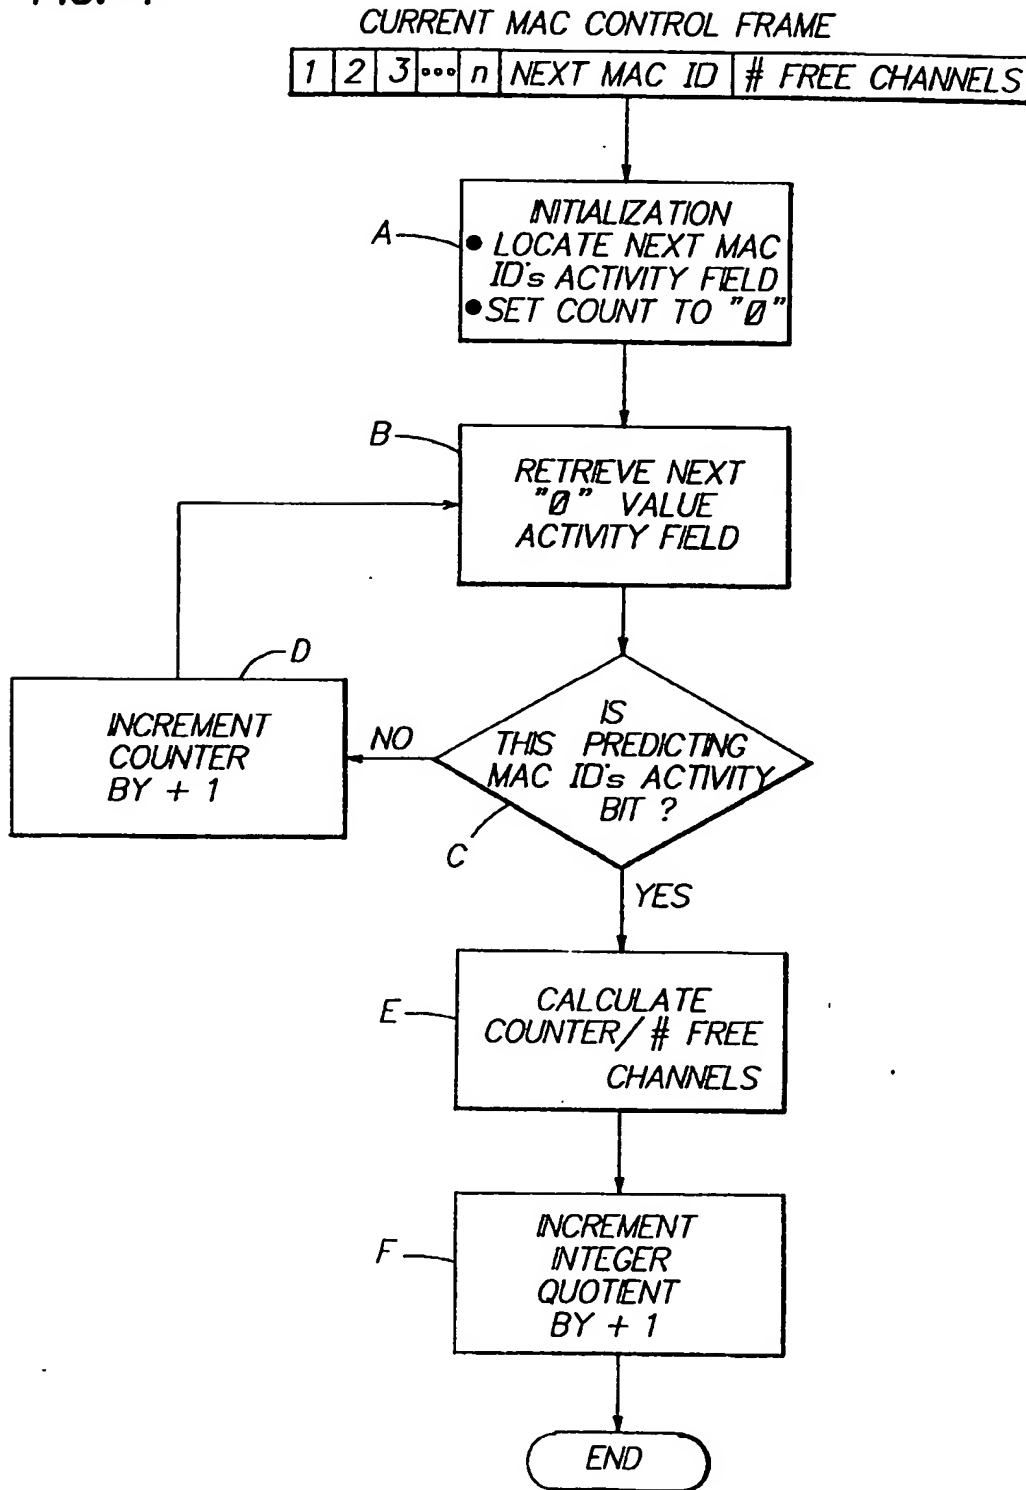 CURRENT MAC CONTROL FRAME
1 2 3 ••• n NEXT MAC ID # FREE CHANNELS
A
INITIALIZATION
• LOCATE NEXT MAC
ID's ACTIVITY FIELD
• SET COUNT TO "0"
B
RETRIEVE NEXT
"0" VALUE
ACTIVITY FIELD
D
INCREMENT
COUNTER
BY + 1
NO
IS
THIS PREDICTING
MAC ID's ACTIVITY
BIT ?
C
YES
E
CALCULATE
COUNTER/ # FREE
CHANNELS
F
INCREMENT
INTEGER
QUOTIENT
BY + 1
END